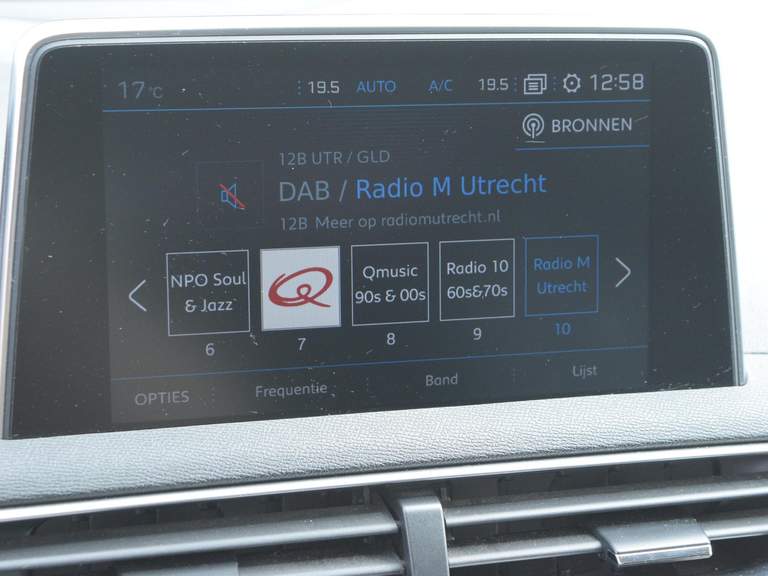 17°C 19.5 AUTO A/C 19.5 12:58
BRONNEN
12B UTR / GLD
DAB / Radio M Utrecht
12B Meer op radiomutrecht.nl
NPO Soul
& Jazz
6
Q
7
Qmusic
90s & 00s
8
Radio 10
60s&70s
9
Radio M
Utrecht
10
OPTIES Frequentie Band Lijst